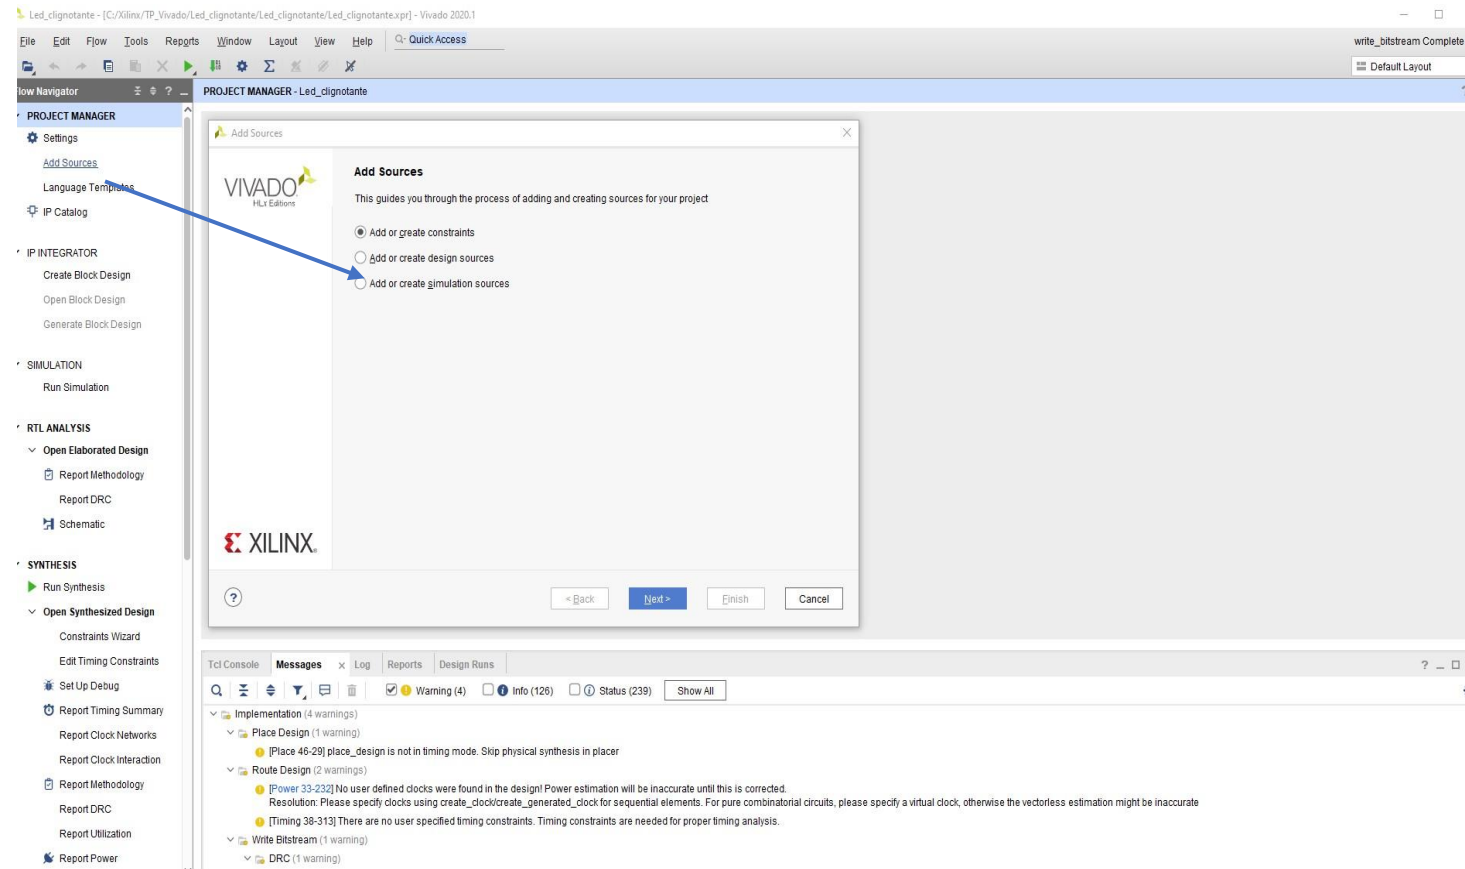 Led_clignotante - [C:/Xilinx/TP_Vivado/Led_clignotante/Led_clignotante/Led_clignotante.xpr] - Vivado 2020.1
File Edit Flow Tools Reports Window Layout View Help Quick Access
write_bitstream Complete
Default Layout
low Navigator ?
PROJECT MANAGER - Led_clignotante
PROJECT MANAGER
Settings
Add Sources
Language Templates
IP Catalog
IP INTEGRATOR
Create Block Design
Open Block Design
Generate Block Design
SIMULATION
Run Simulation
RTL ANALYSIS
Open Elaborated Design
Report Methodology
Report DRC
Schematic
SYNTHESIS
Run Synthesis
Open Synthesized Design
Constraints Wizard
Edit Timing Constraints
Set Up Debug
Report Timing Summary
Report Clock Networks
Report Clock Interaction
Report Methodology
Report DRC
Report Utilization
Report Power
Add Sources
VIVADO
HLx Editions
Add Sources
This guides you through the process of adding and creating sources for your project
Add or create constraints
Add or create design sources
Add or create simulation sources
XILINX
? < Back Next > Finish Cancel
Tcl Console Messages x Log Reports Design Runs ?
Warning (4) Info (126) Status (239) Show All
Implementation (4 warnings)
Place Design (1 warning)
[Place 46-29] place_design is not in timing mode. Skip physical synthesis in placer
Route Design (2 warnings)
[Power 33-232] No user defined clocks were found in the design! Power estimation will be inaccurate until this is corrected.
Resolution: Please specify clocks using create_clock/create_generated_clock for sequential elements. For pure combinatorial circuits, please specify a virtual clock, otherwise the vectorless estimation might be inaccurate
[Timing 38-313] There are no user specified timing constraints. Timing constraints are needed for proper timing analysis.
Write Bitstream (1 warning)
DRC (1 warning)